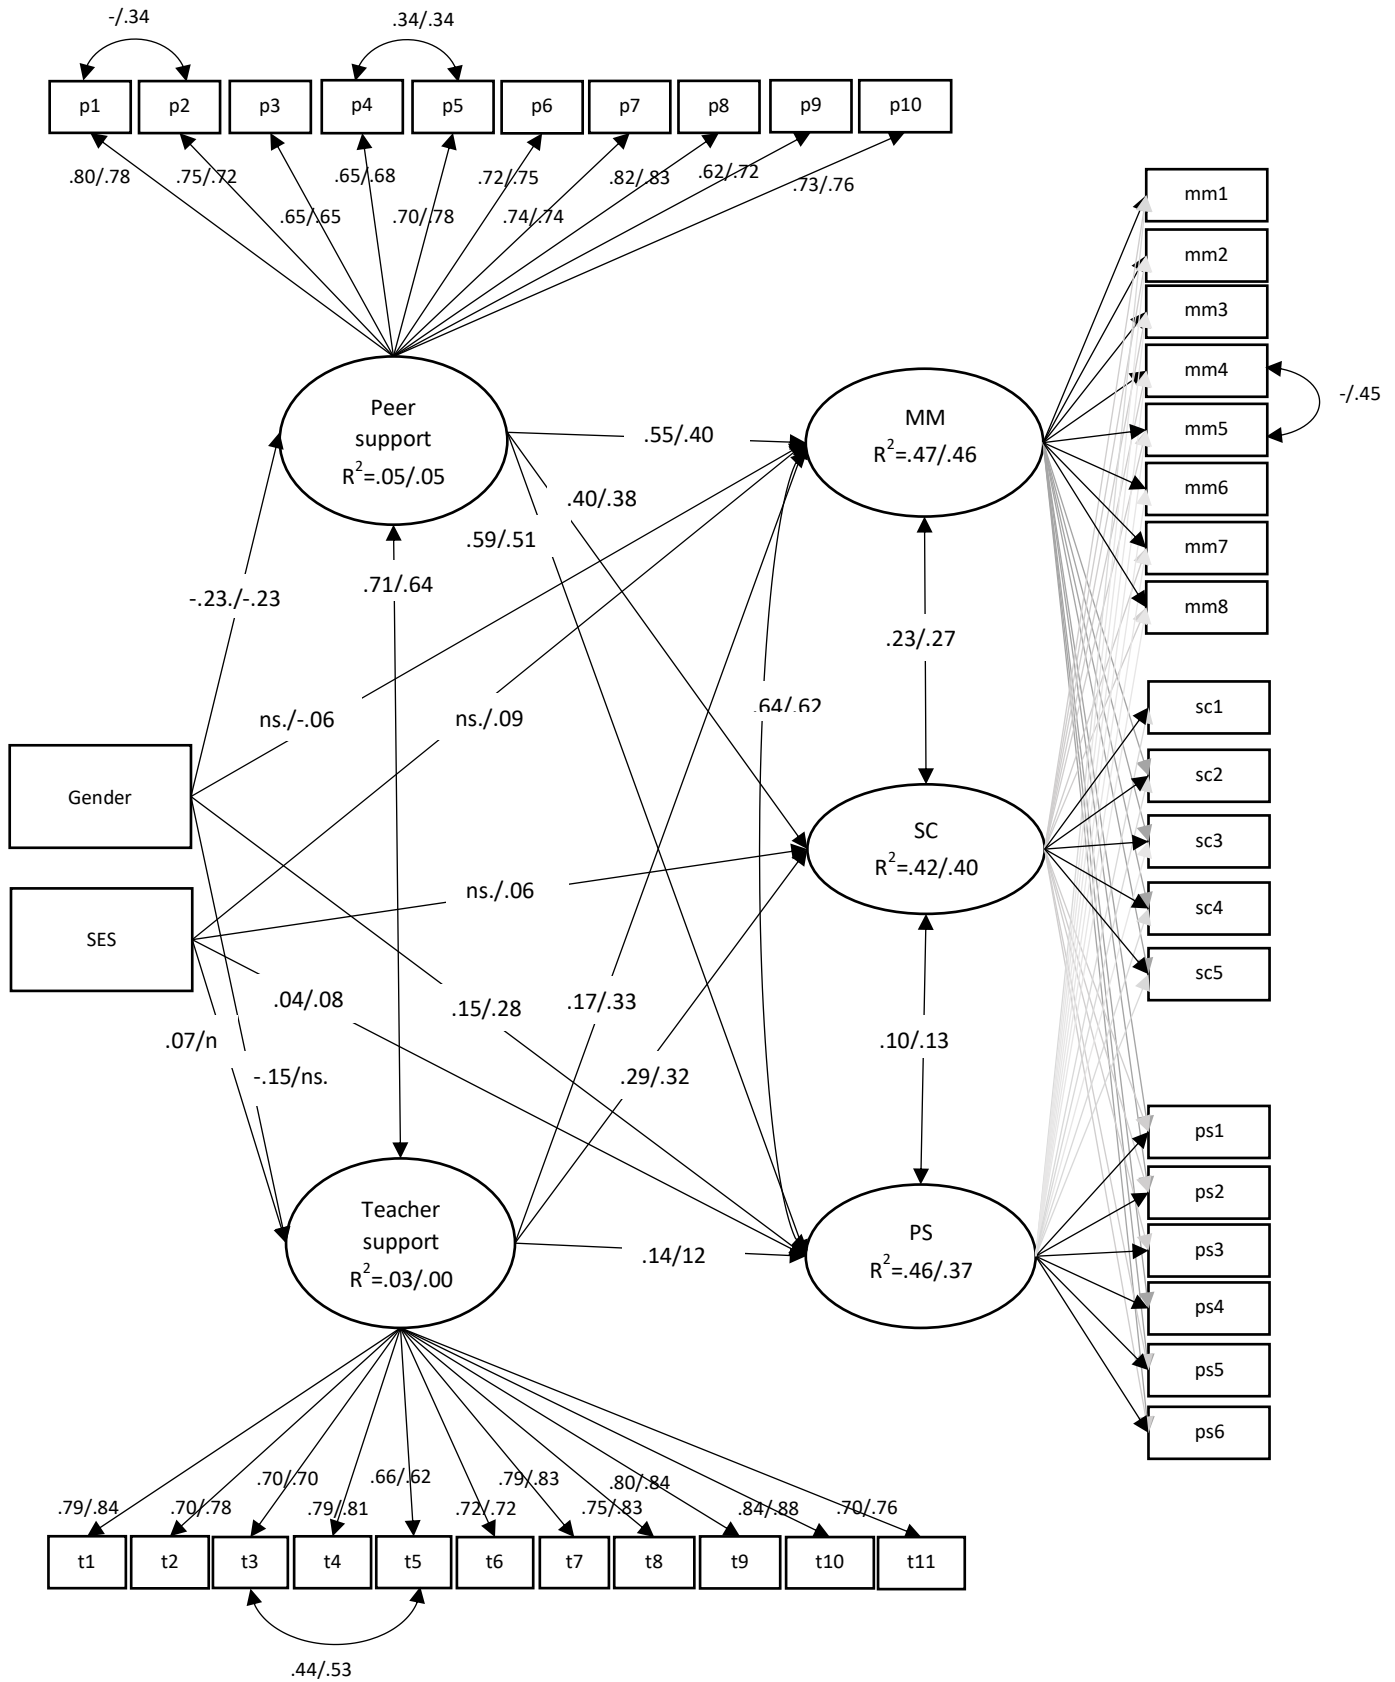 -/.34
.34/.34
p1
p2
p3
p4
p5
p6
p7
p8
p9
p10
.80/.78
.75/.72
.65/.65
.65/.68
.70/.78
.72/.75
.74/.74
.82/.83
.62/.72
.73/.76
mm1
mm2
mm3
mm4
mm5
mm6
mm7
mm8
-/.45
Peer
support
R²=.05/.05
MM
R²=.47/.46
.55/.40
.40/.38
.59/.51
-.23./-.23
.71/.64
.23/.27
ns./-.06
ns./.09
.64/.62
sc1
sc2
sc3
sc4
sc5
Gender
SES
SC
R²=.42/.40
ns./.06
.04/.08
.15/.28
.17/.33
.07/n
-.15/ns.
.29/.32
.10/.13
ps1
ps2
ps3
ps4
ps5
ps6
Teacher
support
R²=.03/.00
.14/12
PS
R²=.46/.37
.79/.84
.70/.78
.70/.70
.79/.81
.66/.62
.72/.72
.79/.83
.75/.83
.80/.84
.84/.88
.70/.76
t1
t2
t3
t4
t5
t6
t7
t8
t9
t10
t11
.44/.53